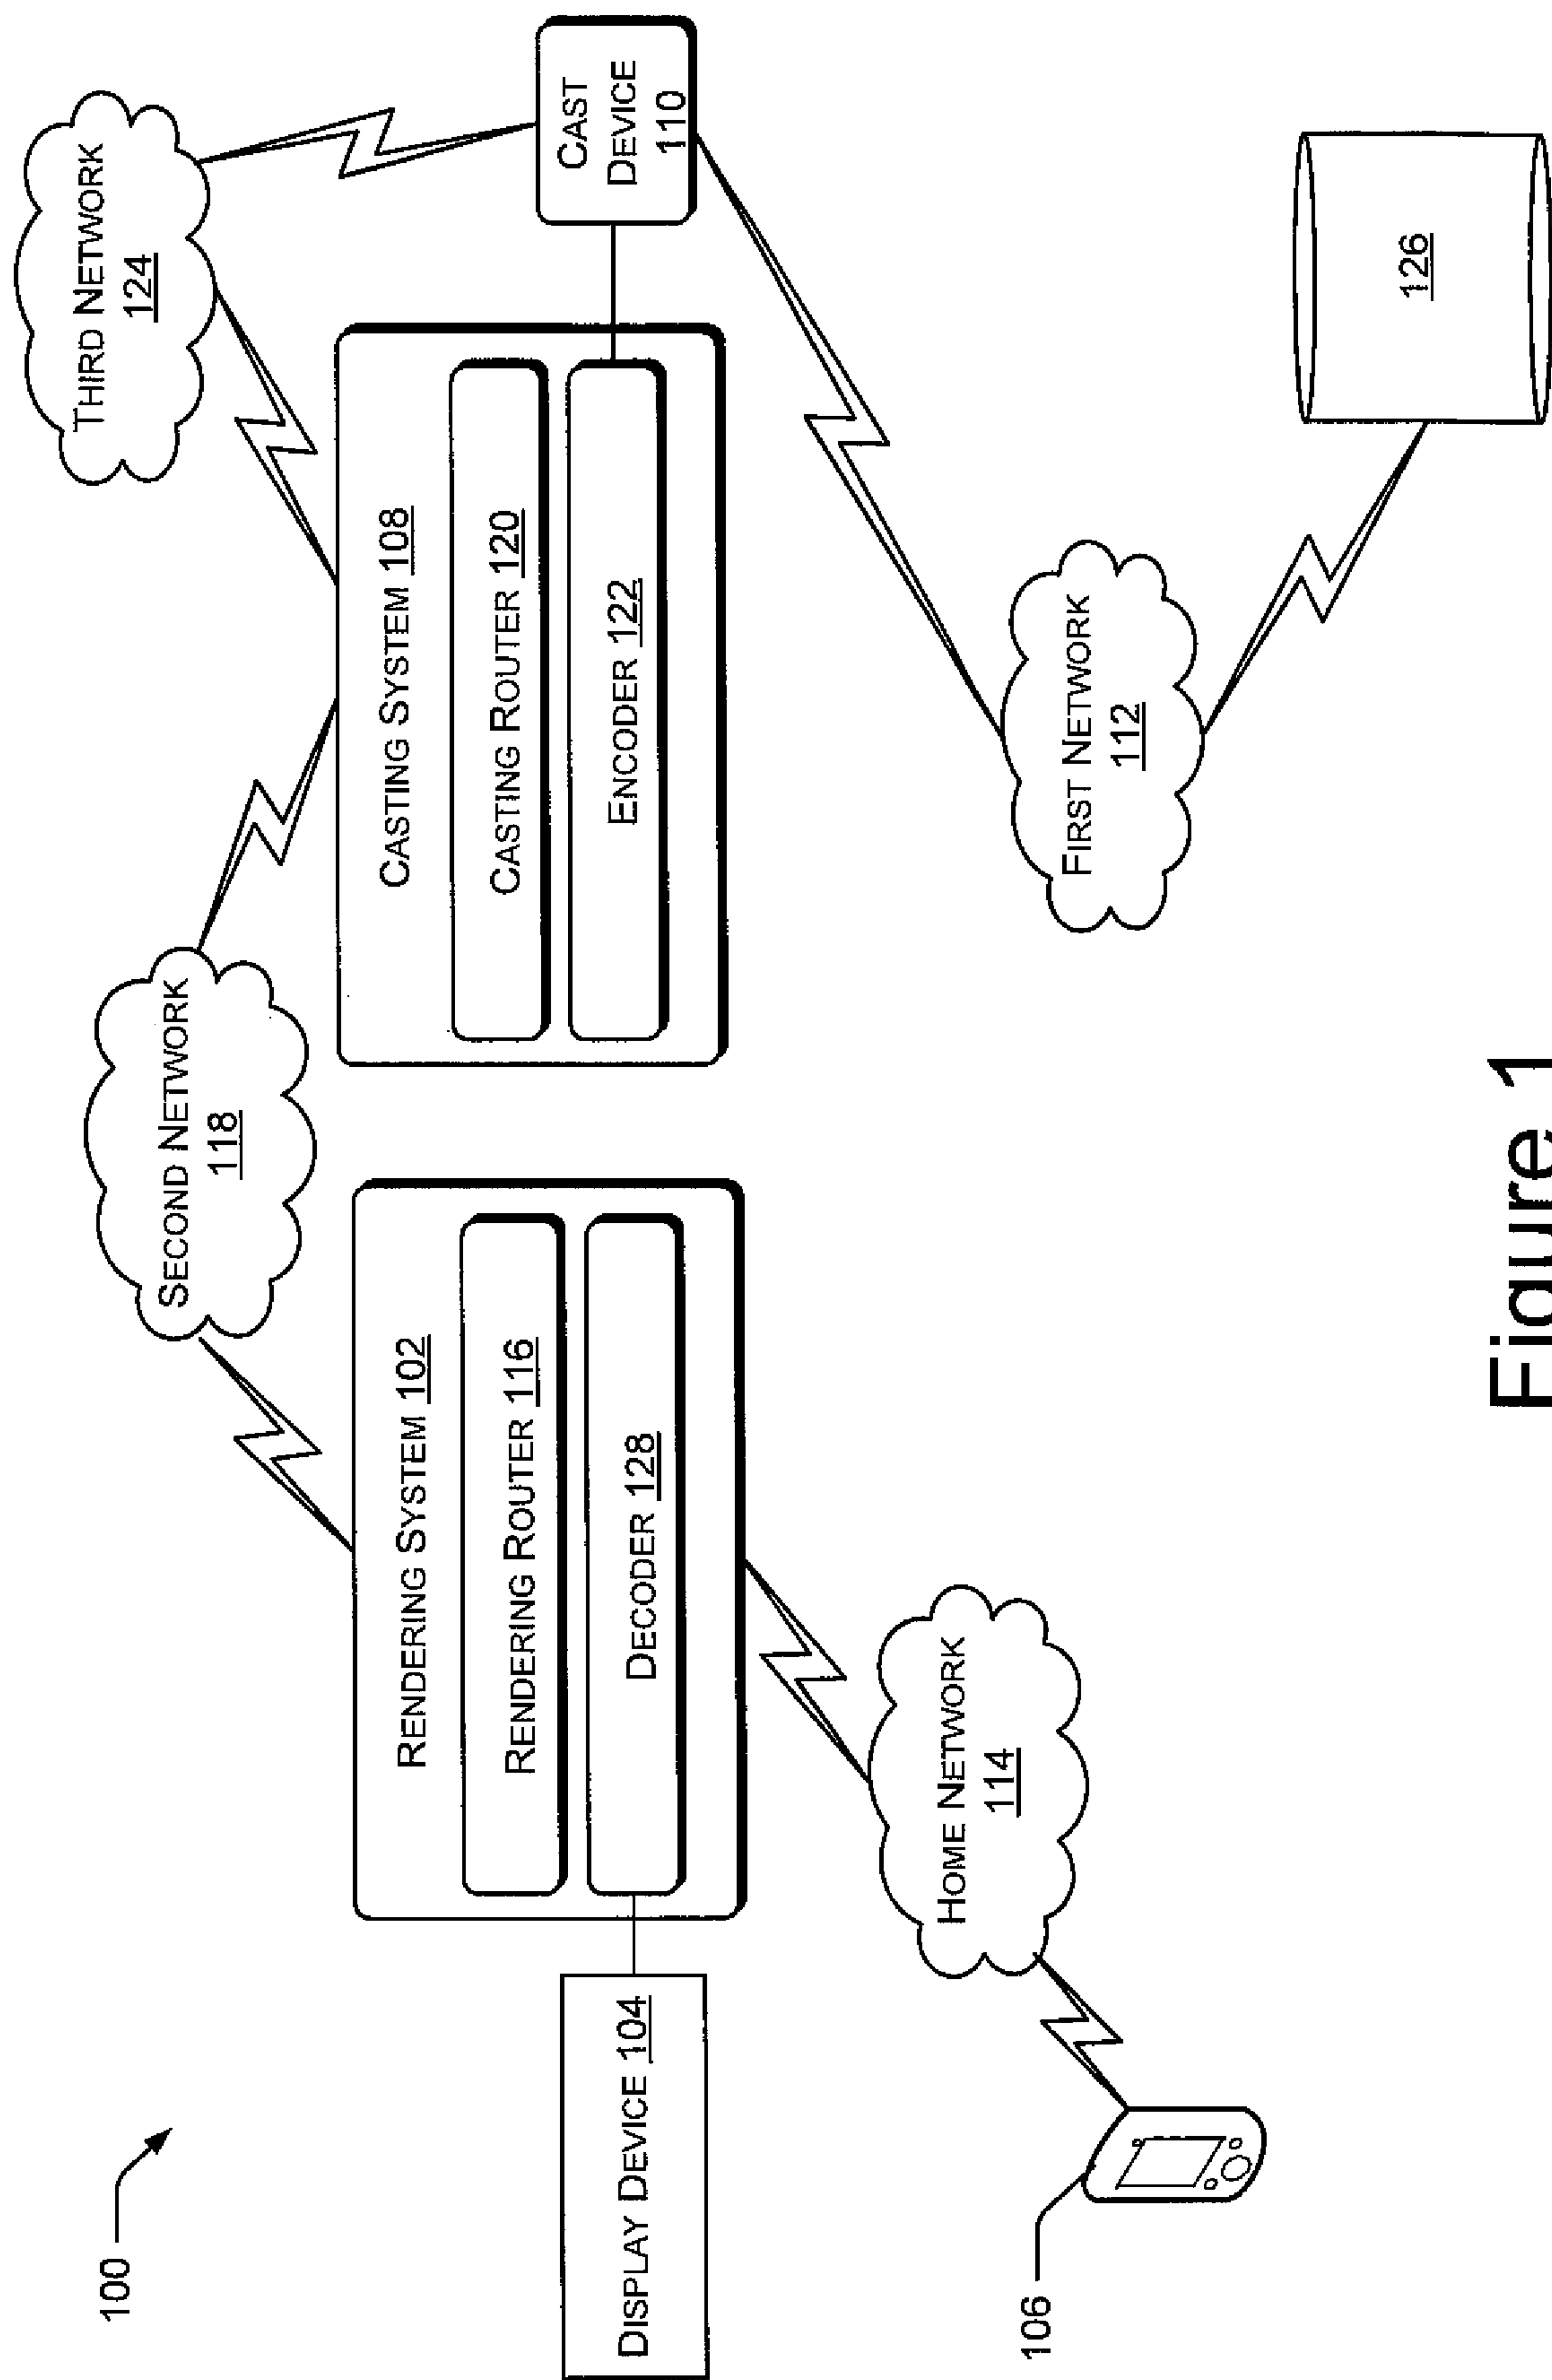 100
SECOND NETWORK
118
THIRD NETWORK
124
RENDERING SYSTEM 102
RENDERING ROUTER 116
DECODER 128
CASTING SYSTEM 108
CASTING ROUTER 120
ENCODER 122
CAST
DEVICE
110
DISPLAY DEVICE 104
HOME NETWORK
114
FIRST NETWORK
112
106
126
Figure 1